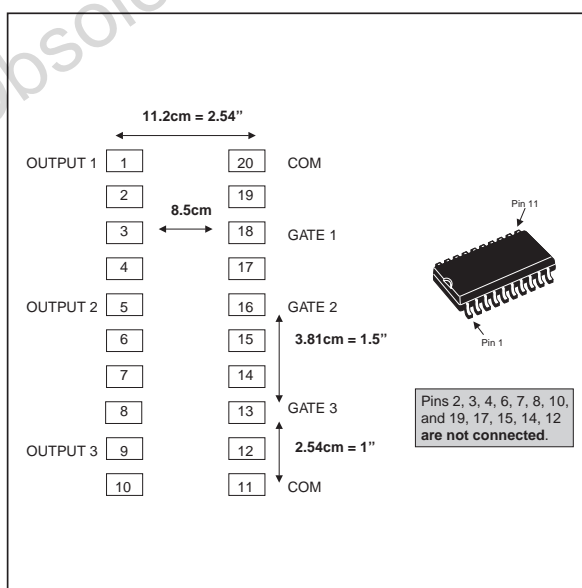 Obsole
11.2cm = 2.54”
OUTPUT 1 1 20 COM
2 19
8.5cm
3 18 GATE 1
4 17
OUTPUT 2 5 16 GATE 2
6 15 3.81cm = 1.5”
7 14
8 13 GATE 3
OUTPUT 3 9 12 2.54cm = 1”
10 11 COM
Pin 11
Pin 1
Pins 2, 3, 4, 6, 7, 8, 10,
and 19, 17, 15, 14, 12
are not connected.